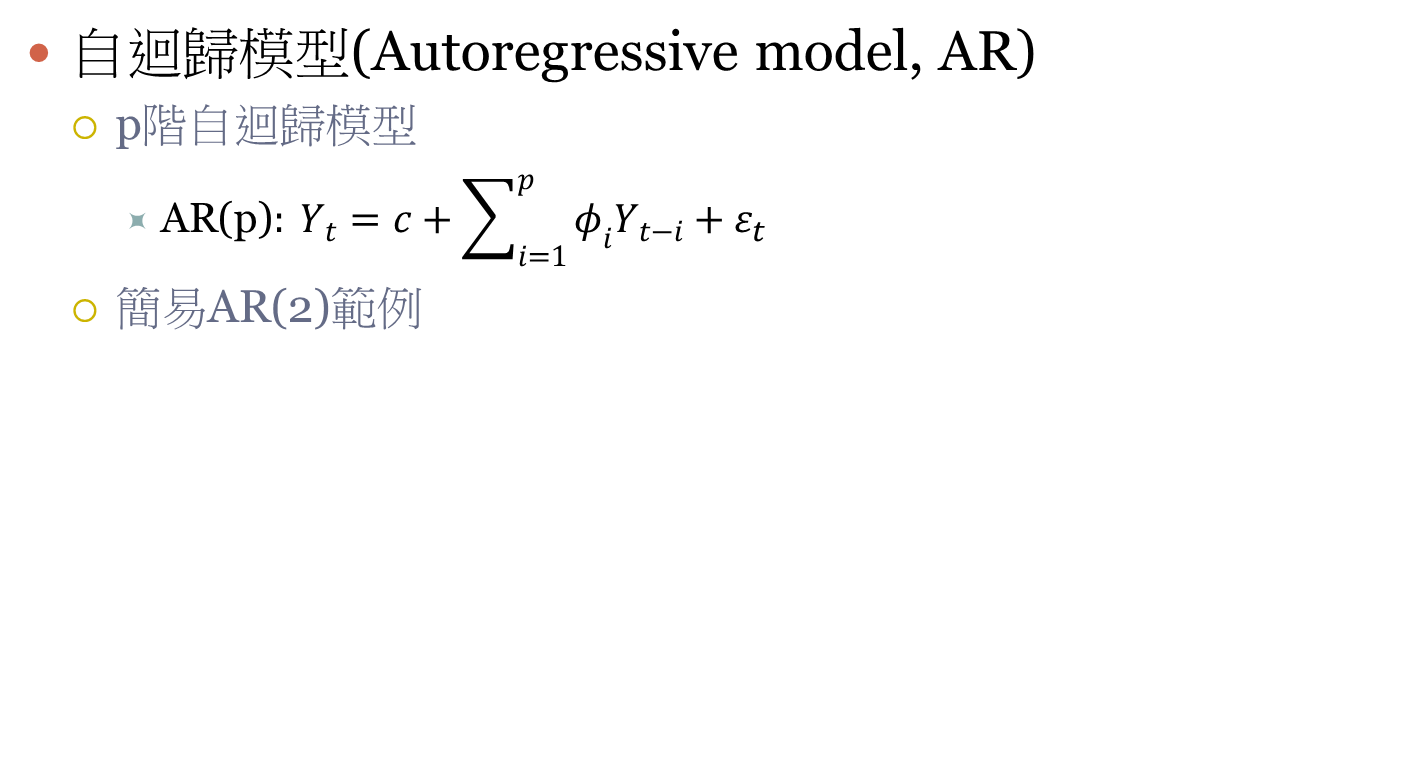 自迴歸模型(Autoregressive model, AR)
p階自迴歸模型
AR(p): Y_t = c + ∑_{i=1}^{p} ϕ_i Y_{t−i} + ε_t
簡易AR(2)範例